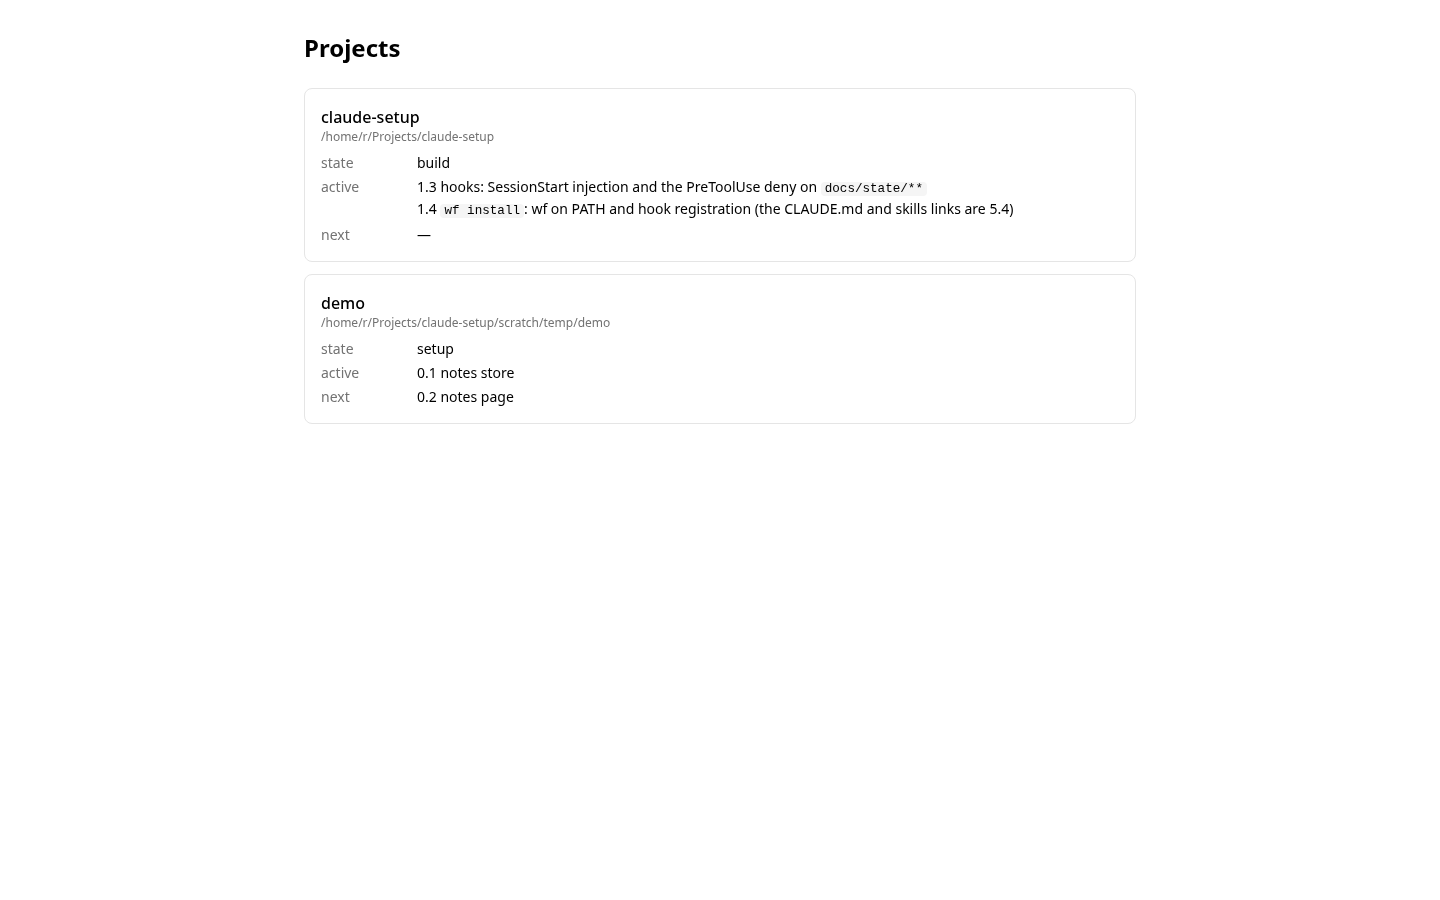 Projects
claude-setup
/home/r/Projects/claude-setup
state build
active 1.3 hooks: SessionStart injection and the PreToolUse deny on docs/state/**
1.4 wf install: wf on PATH and hook registration (the CLAUDE.md and skills links are 5.4)
next —
demo
/home/r/Projects/claude-setup/scratch/temp/demo
state setup
active 0.1 notes store
next 0.2 notes page